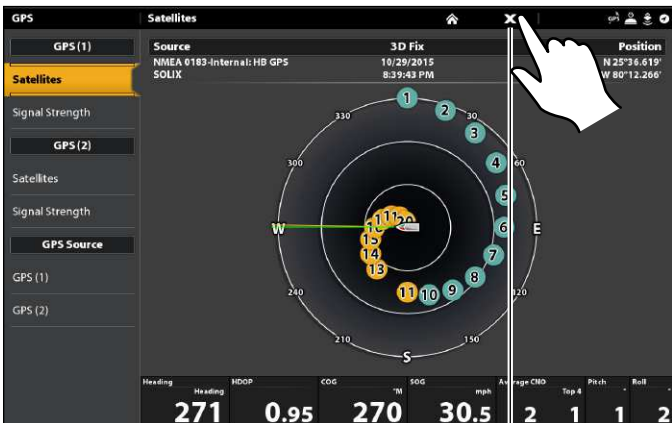 GPS
Satellites
GPS (1)
Satellites
Signal Strength
GPS (2)
Satellites
Signal Strength
GPS Source
GPS (1)
GPS (2)
Source
NMEA 0183-Internal: HB GPS
SOLIX
3D Fix
10/29/2015
8:39:43 PM
Position
N 25°36.619'
W 80°12.266'
330
30
300
60
W
E
240
120
210
150
S
1
2
3
4
5
6
7
8
9
10
11
13
14
15
Heading
Heading
271
HDOP
0.95
COG
°M
270
SOG
mph
30.5
Average CNO
Top 4
2
1
Pitch
°
1
Roll
°
2